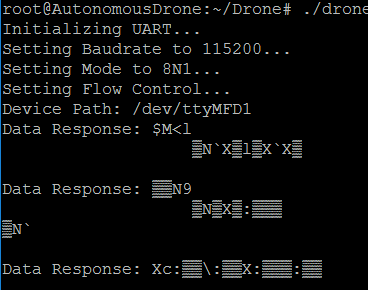 root@AutonomousDrone:~/Drone# ./drone
Initializing UART...
Setting Baudrate to 115200...
Setting Mode to 8N1...
Setting Flow Control...
Device Path: /dev/ttyMFD1
Data Response: $M<l
▒N`X▒l▒X`X▒
Data Response: ▒▒N9
▒N▒X▒:▒▒▒
▒N`
Data Response: Xc:▒▒\:▒▒X:▒▒▒:▒▒